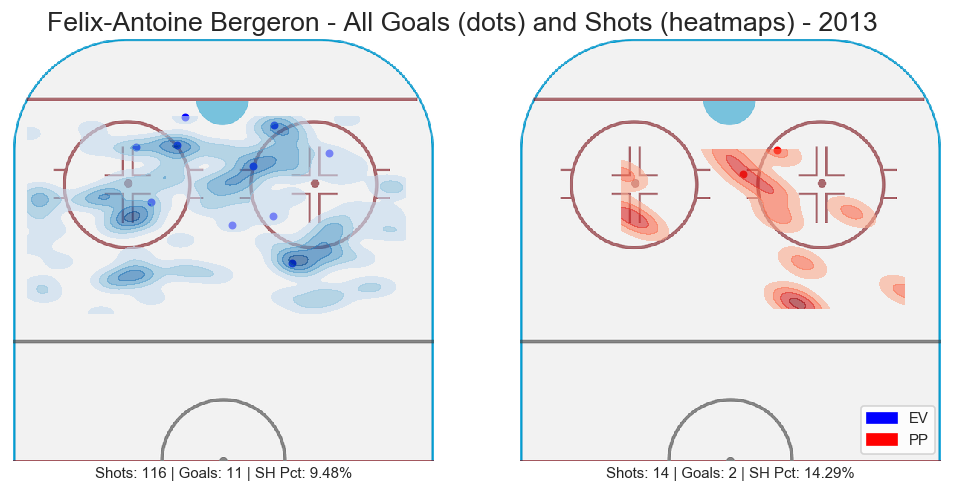 Felix-Antoine Bergeron - All Goals (dots) and Shots (heatmaps) - 2013
EV
PP
Shots: 116 | Goals: 11 | SH Pct: 9.48%
Shots: 14 | Goals: 2 | SH Pct: 14.29%